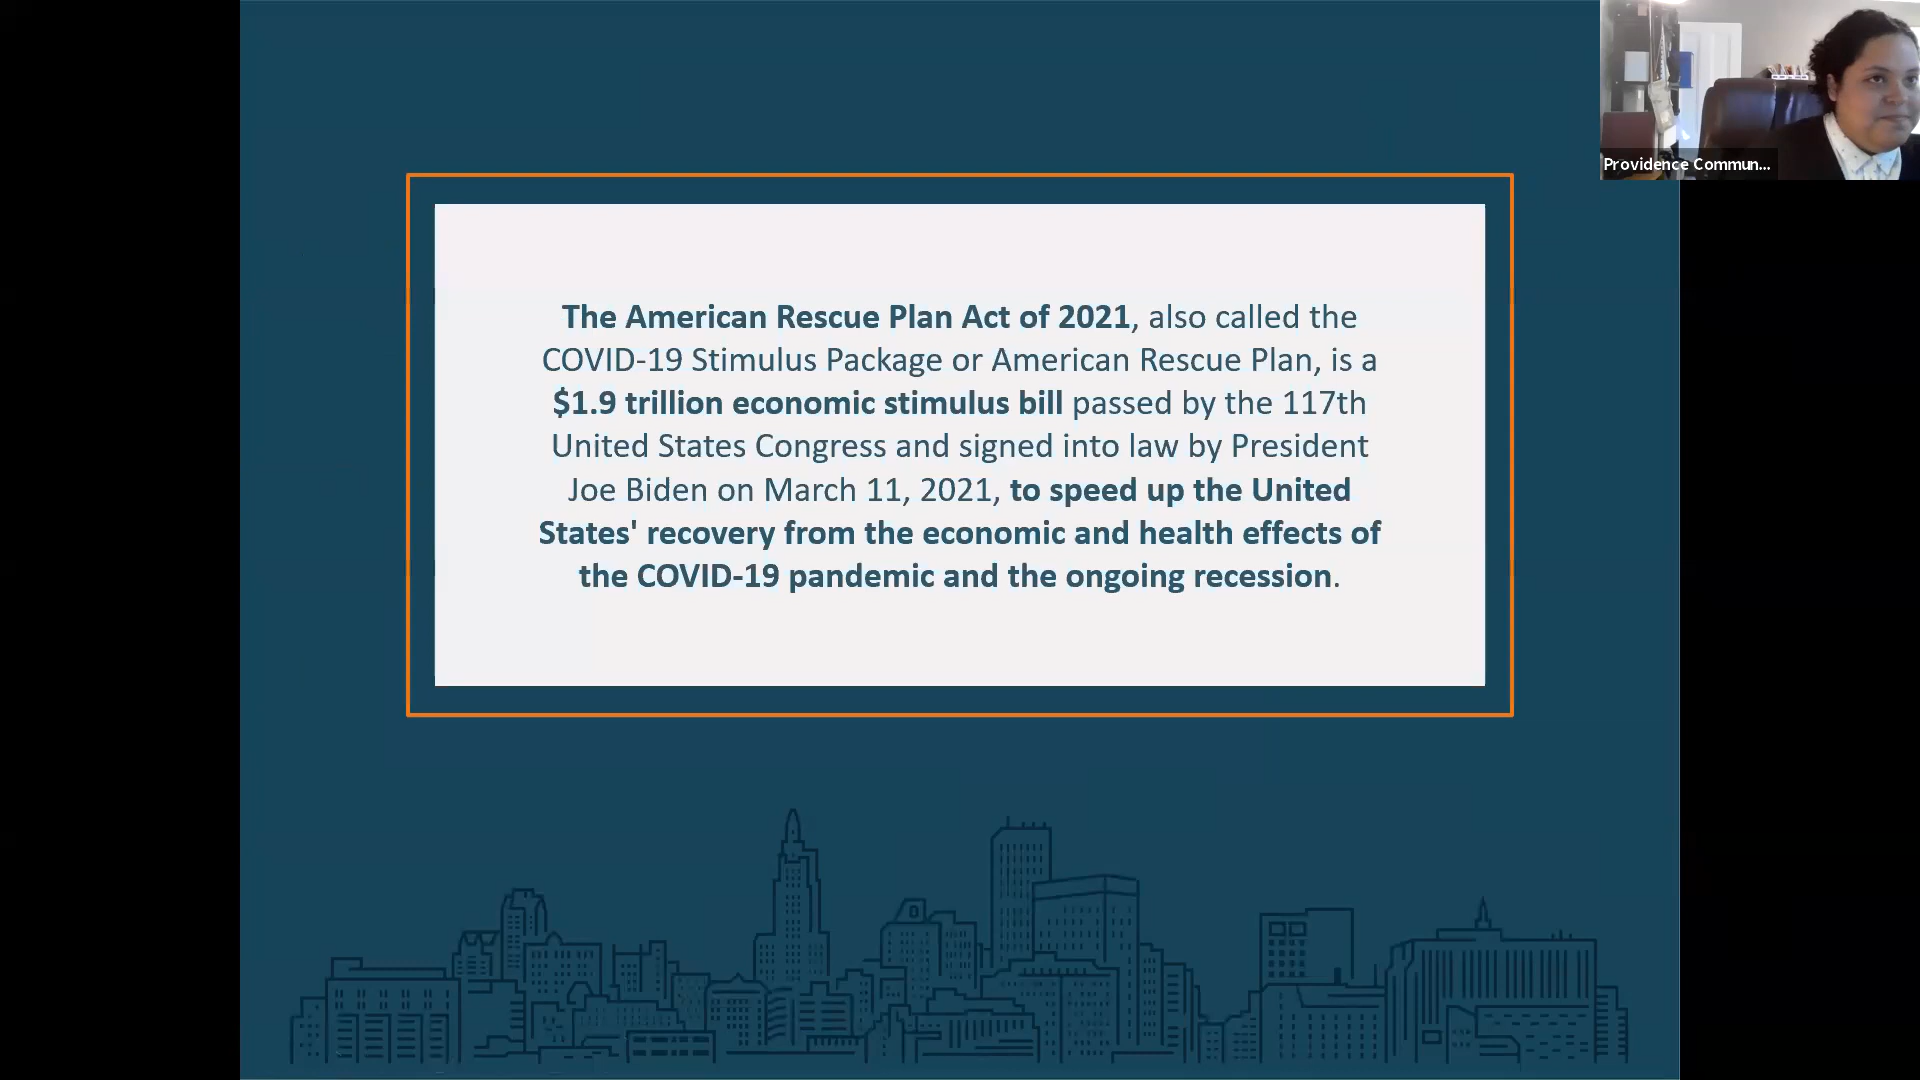 Providence Commun...
The American Rescue Plan Act of 2021, also called the
COVID-19 Stimulus Package or American Rescue Plan, is a
$1.9 trillion economic stimulus bill passed by the 117th
United States Congress and signed into law by President
Joe Biden on March 11, 2021, to speed up the United
States' recovery from the economic and health effects of
the COVID-19 pandemic and the ongoing recession.